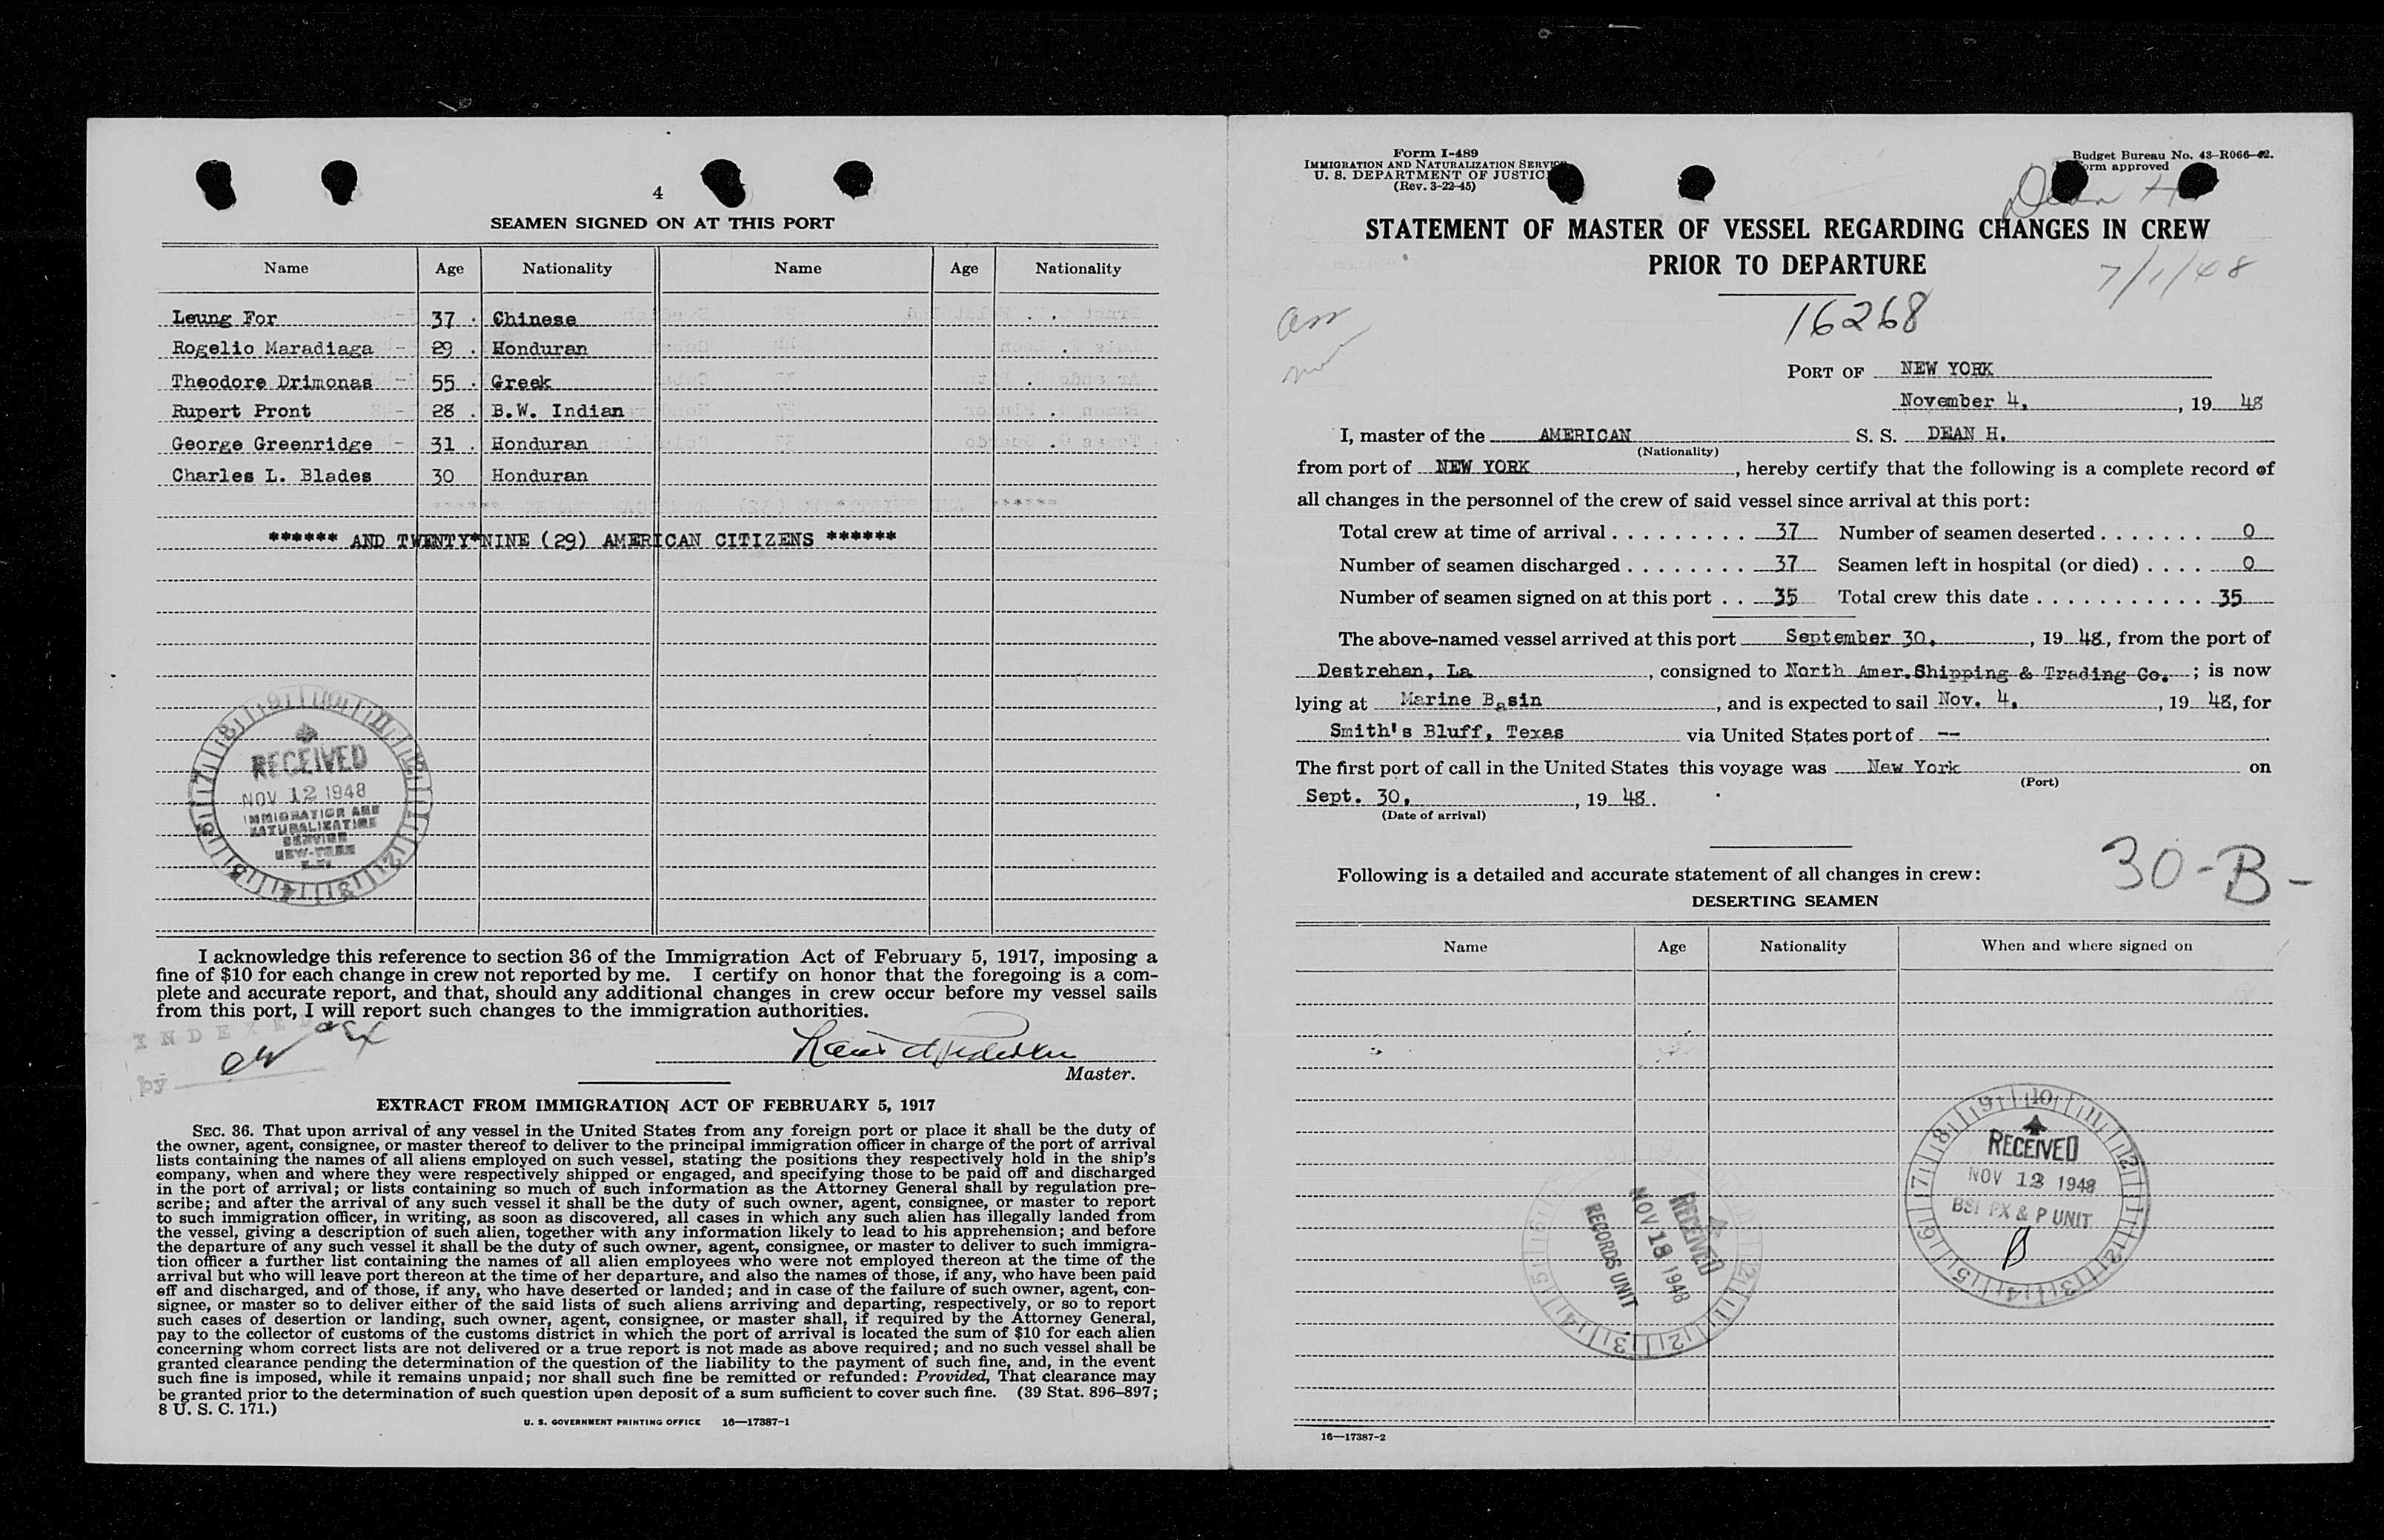 4
SEAMEN SIGNED ON AT THIS PORT
Name Age Nationality Name Age Nationality
Leung For 37 Chinese
Rogelio Maradiaga 29 Honduran
Theodore Drimonas 55 Greek
Rupert Pront 28 B.W. Indian
George Greenridge 31 Honduran
Charles L. Blades 30 Honduran
****** AND TWENTY*NINE (29) AMERICAN CITIZENS ******
RECEIVED
NOV 12 1948
IMMIGRATION AND
NATURALIZATION
SERVICE
NEW-YORK
I acknowledge this reference to section 36 of the Immigration Act of February 5, 1917, imposing a
fine of $10 for each change in crew not reported by me. I certify on honor that the foregoing is a com-
plete and accurate report, and that, should any additional changes in crew occur before my vessel sails
from this port, I will report such changes to the immigration authorities.
INDEXED
by
Master.
EXTRACT FROM IMMIGRATION ACT OF FEBRUARY 5, 1917
SEC. 36. That upon arrival of any vessel in the United States from any foreign port or place it shall be the duty of
the owner, agent, consignee, or master thereof to deliver to the principal immigration officer in charge of the port of arrival
lists containing the names of all aliens employed on such vessel, stating the positions they respectively hold in the ship's
company, when and where they were respectively shipped or engaged, and specifying those to be paid off and discharged
in the port of arrival; or lists containing so much of such information as the Attorney General shall by regulation pre-
scribe; and after the arrival of any such vessel it shall be the duty of such owner, agent, consignee, or master to report
to such immigration officer, in writing, as soon as discovered, all cases in which any such alien has illegally landed from
the vessel, giving a description of such alien, together with any information likely to lead to his apprehension; and before
the departure of any such vessel it shall be the duty of such owner, agent, consignee, or master to deliver to such immigra-
tion officer a further list containing the names of all alien employees who were not employed thereon at the time of the
arrival but who will leave port thereon at the time of her departure, and also the names of those, if any, who have been paid
off and discharged, and of those, if any, who have deserted or landed; and in case of the failure of such owner, agent, con-
signee, or master so to deliver either of the said lists of such aliens arriving and departing, respectively, or so to report
such cases of desertion or landing, such owner, agent, consignee, or master shall, if required by the Attorney General,
pay to the collector of customs of the customs district in which the port of arrival is located the sum of $10 for each alien
concerning whom correct lists are not delivered or a true report is not made as above required; and no such vessel shall be
granted clearance pending the determination of the question of the liability to the payment of such fine, and, in the event
such fine is imposed, while it remains unpaid; nor shall such fine be remitted or refunded: Provided, That clearance may
be granted prior to the determination of such question upon deposit of a sum sufficient to cover such fine. (39 Stat. 896–897;
8 U. S. C. 171.)
U. S. GOVERNMENT PRINTING OFFICE 16—17387-1
Form I-489
IMMIGRATION AND NATURALIZATION SERVICE
U. S. DEPARTMENT OF JUSTICE
(Rev. 3-22-45)
Budget Bureau No. 43-R066-42.
Form approved
Dean H
STATEMENT OF MASTER OF VESSEL REGARDING CHANGES IN CREW
PRIOR TO DEPARTURE
7/1/48
16268
PORT OF NEW YORK
November 4, , 19 48
I, master of the AMERICAN S. S. DEAN H.
(Nationality)
from port of NEW YORK , hereby certify that the following is a complete record of
all changes in the personnel of the crew of said vessel since arrival at this port:
Total crew at time of arrival . . . . . . . . . 37 Number of seamen deserted . . . . . . . 0
Number of seamen discharged . . . . . . . . 37 Seamen left in hospital (or died) . . . . 0
Number of seamen signed on at this port . . 35 Total crew this date . . . . . . . . . . . 35
The above-named vessel arrived at this port September 30, , 19 48, from the port of
Destrehan, La , consigned to North Amer. Shipping & Trading Co. ; is now
lying at Marine Basin , and is expected to sail Nov. 4, , 19 48, for
Smith's Bluff, Texas via United States port of --
The first port of call in the United States this voyage was New York on
(Port)
Sept. 30, , 19 48.
(Date of arrival)
30-B-
Following is a detailed and accurate statement of all changes in crew:
DESERTING SEAMEN
Name Age Nationality When and where signed on
RECEIVED
NOV 12 1948
BSI PX & P UNIT
RECEIVED
NOV 18 1948
RECORDS UNIT
16—17387-2